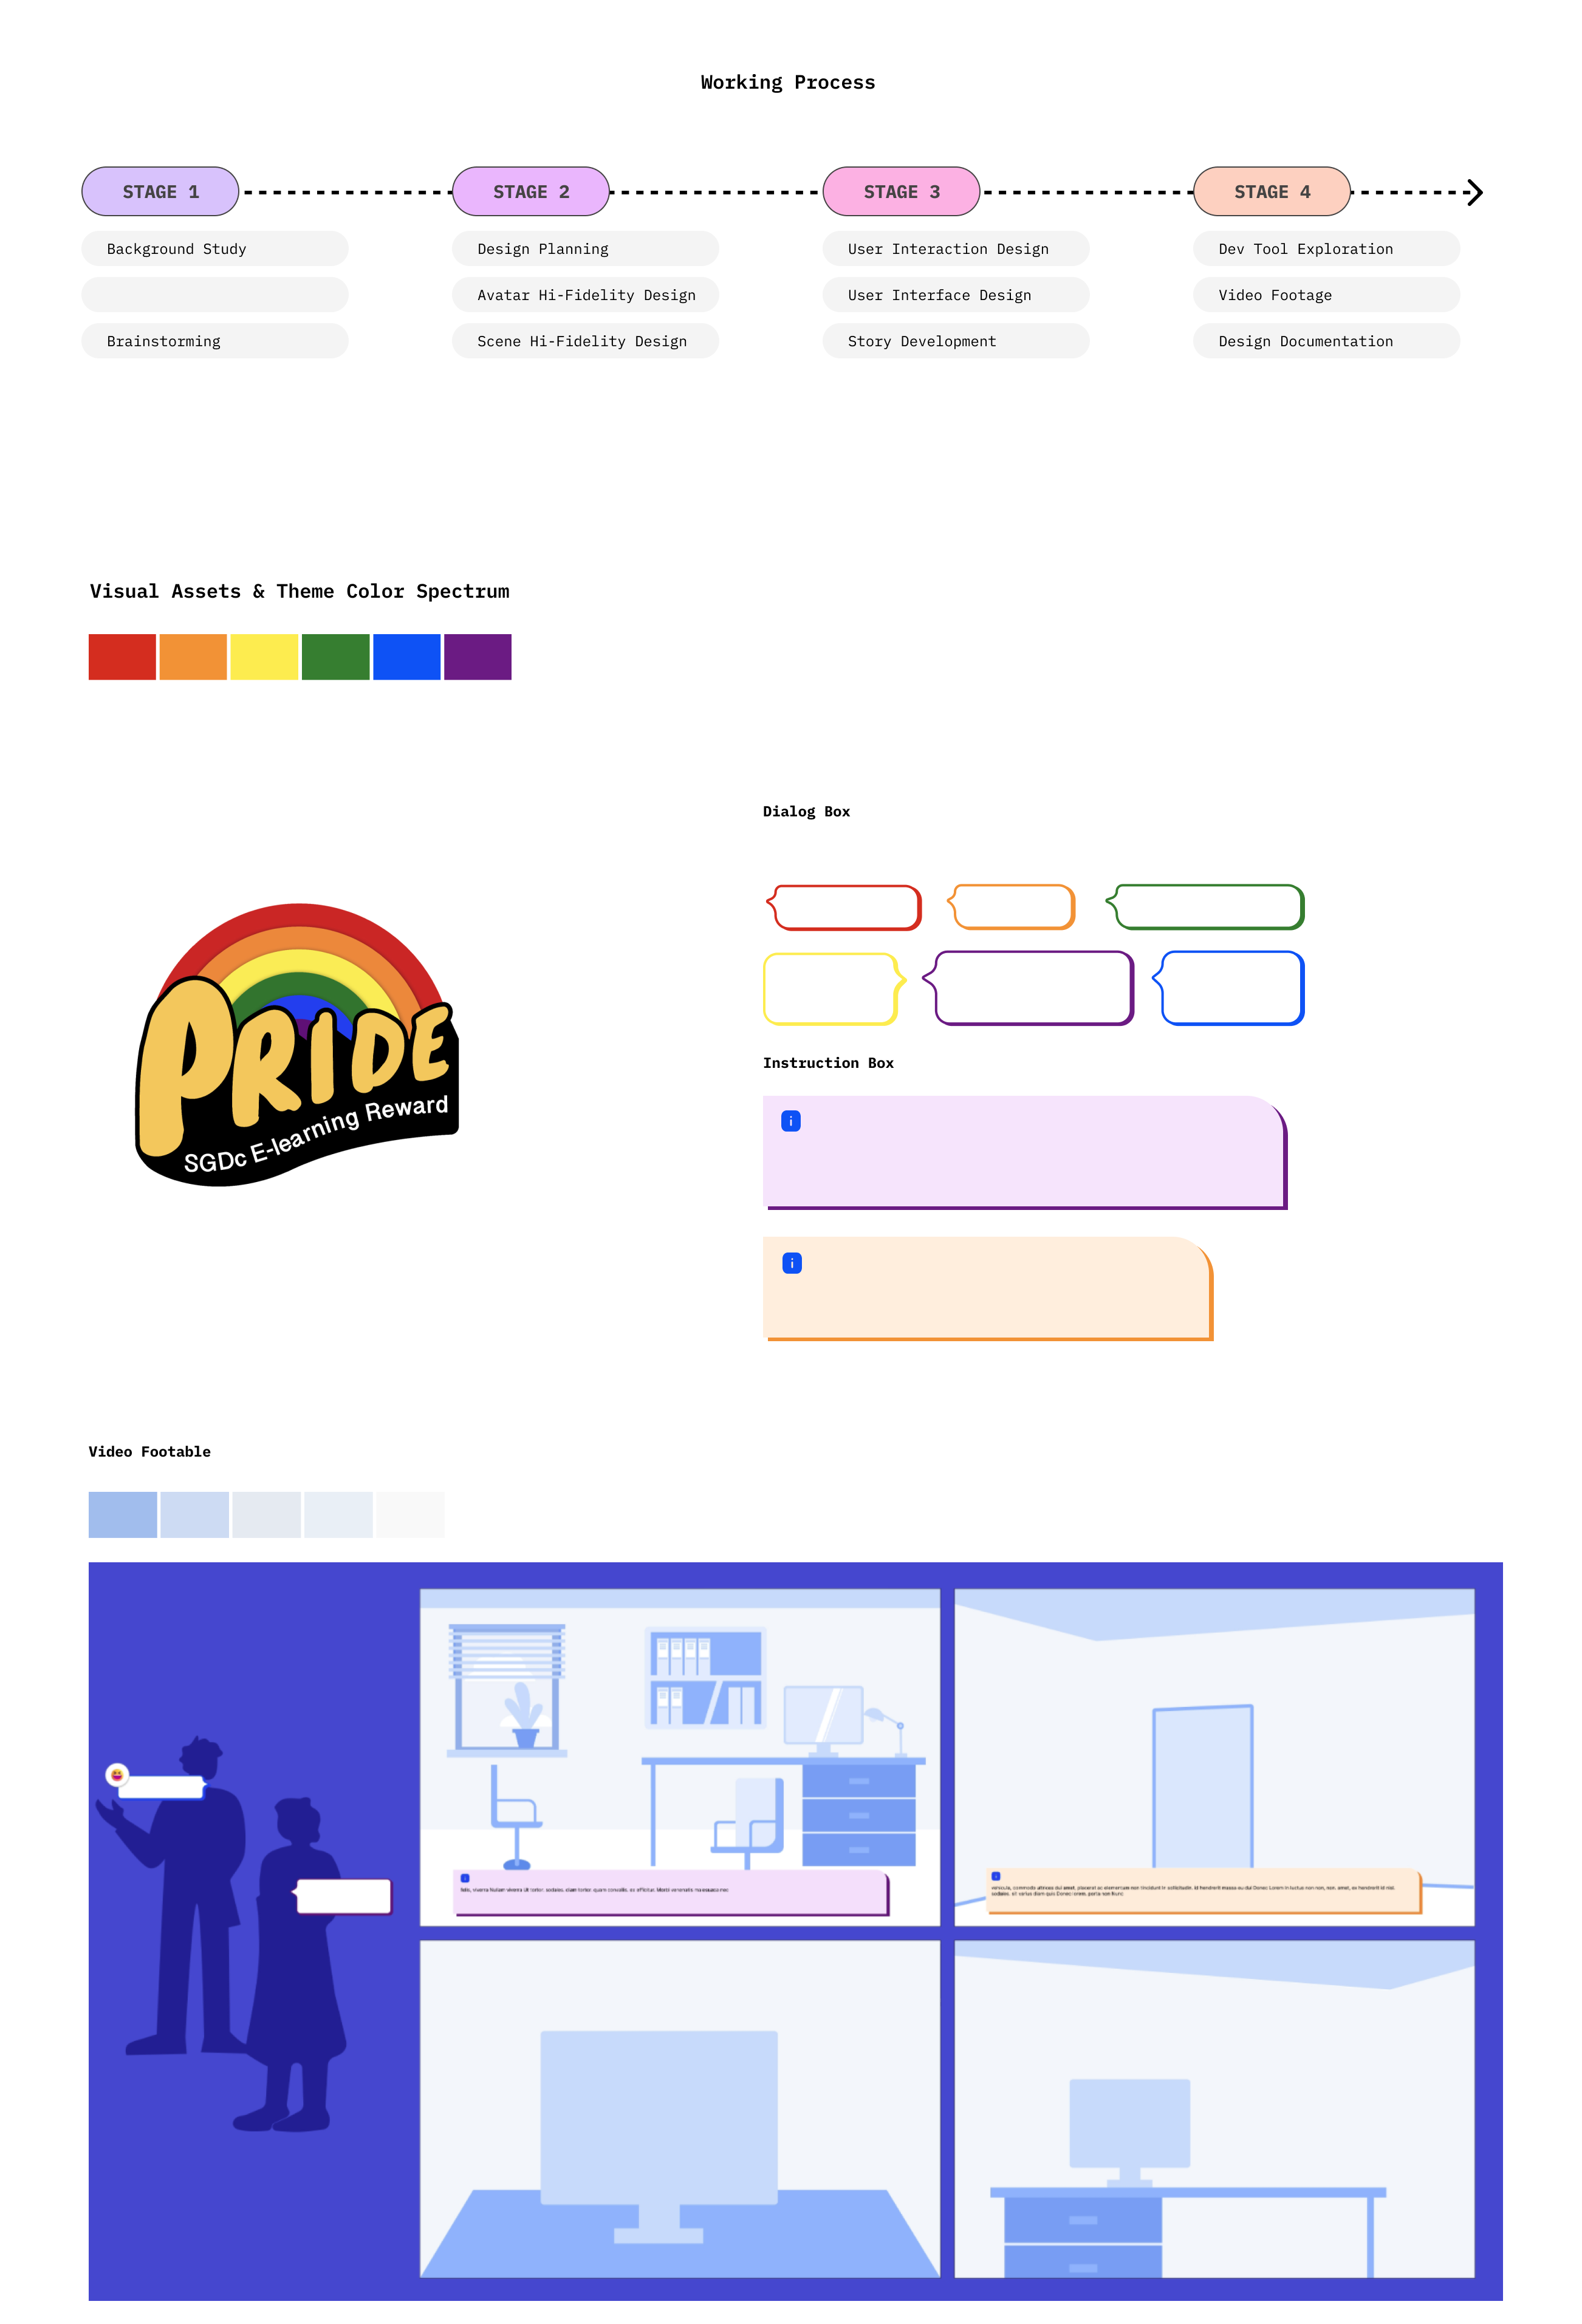 Working Process
STAGE 1
STAGE 2
STAGE 3
STAGE 4
Background Study
Design Planning
User Interaction Design
Dev Tool Exploration
Avatar Hi-Fidelity Design
User Interface Design
Video Footage
Brainstorming
Scene Hi-Fidelity Design
Story Development
Design Documentation
Visual Assets & Theme Color Spectrum
Dialog Box
PRIDE
SGDc E-learning Reward
Instruction Box
i
i
Video Footable